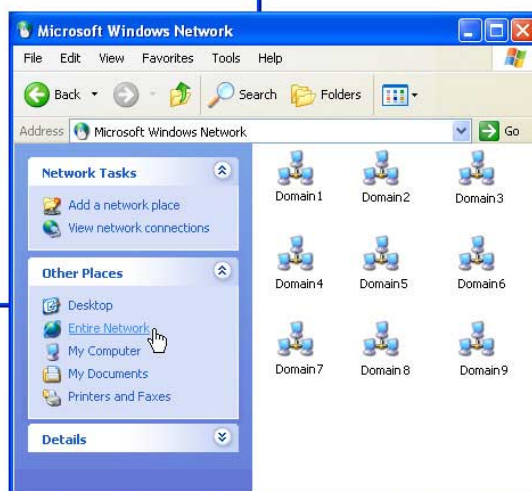 Microsoft Windows Network
File Edit View Favorites Tools Help
Back Search Folders
Address Microsoft Windows Network Go
Network Tasks
Add a network place
View network connections
Other Places
Desktop
Entire Network
My Computer
My Documents
Printers and Faxes
Details
Domain1 Domain2 Domain3
Domain4 Domain5 Domain6
Domain7 Domain 8 Domain9